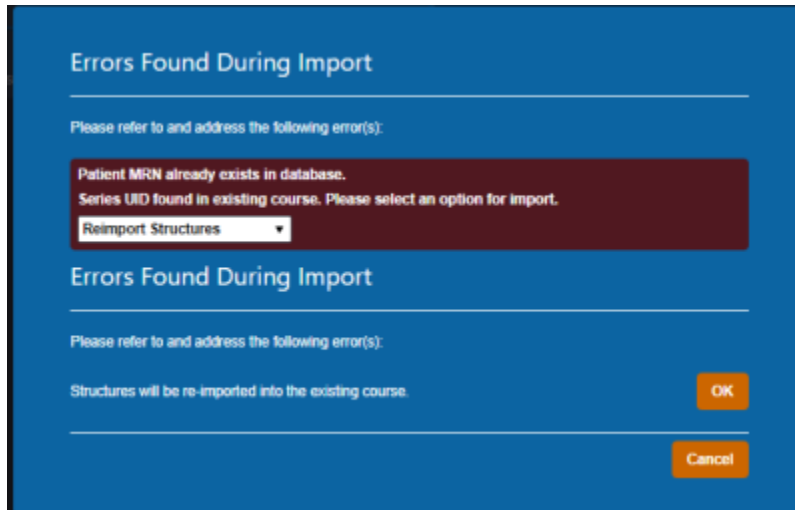 Errors Found During Import
Please refer to and address the following error(s):
Patient MRN already exists in database.
Series UID found in existing course. Please select an option for import.
Reimport Structures
Errors Found During Import
Please refer to and address the following error(s):
Structures will be re-imported into the existing course.
OK
Cancel